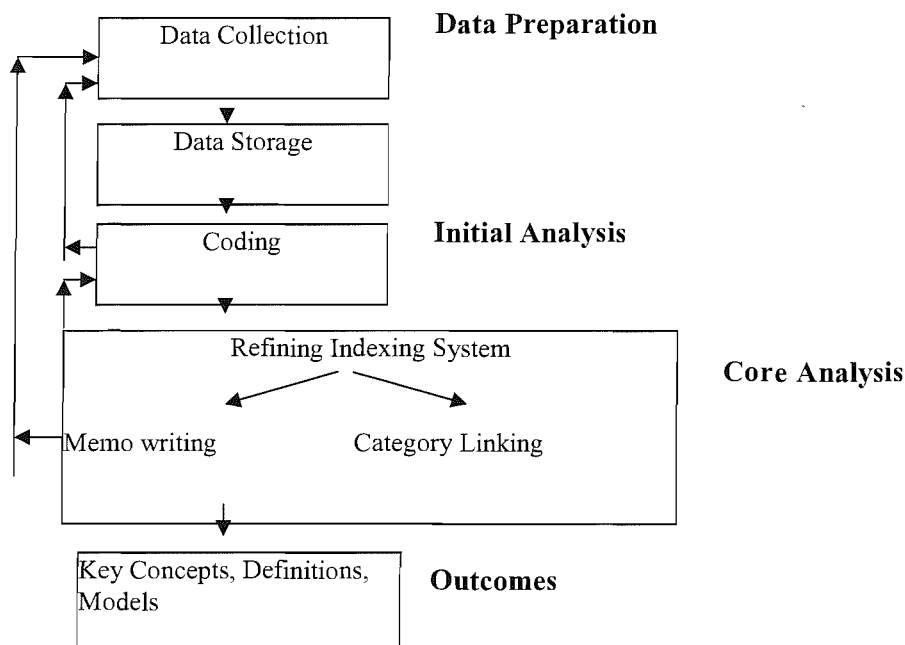 Data Collection
Data Preparation
Data Storage
Coding
Initial Analysis
Refining Indexing System
Core Analysis
Memo writing
Category Linking
Key Concepts, Definitions,
Models
Outcomes